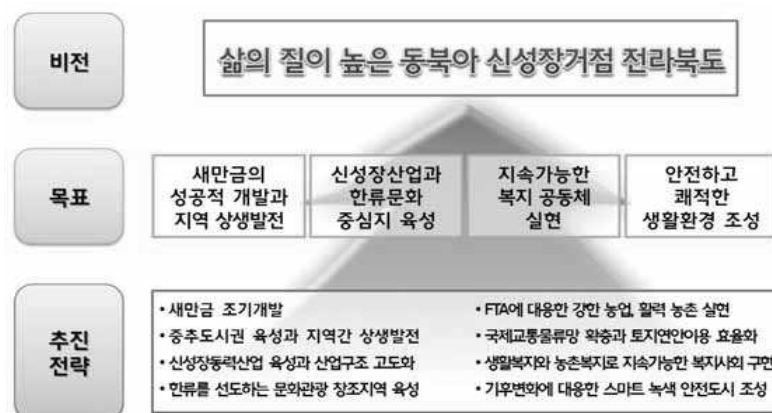 비전
삶의 질이 높은 동북아 신성장거점 전라북도
목표
새만금의
성공적 개발과
지역 상생발전
신성장산업과
한류문화
중심지 육성
지속가능한
복지 공동체
실현
안전하고
쾌적한
생활환경 조성
추진
전략
• 새만금 조기개발
• 중추도시권 육성과 지역간 상생발전
• 신성장동력산업 육성과 산업구조 고도화
• 한류를 선도하는 문화관광 창조지역 육성
• FTA에 대응한 강한 농업, 활력 농촌 실현
• 국제교통물류망 확충과 토지연안이용 효율화
• 생활복지와 농촌복지로 지속가능한 복지사회 구현
• 기후변화에 대응한 스마트 녹색 안전도시 조성